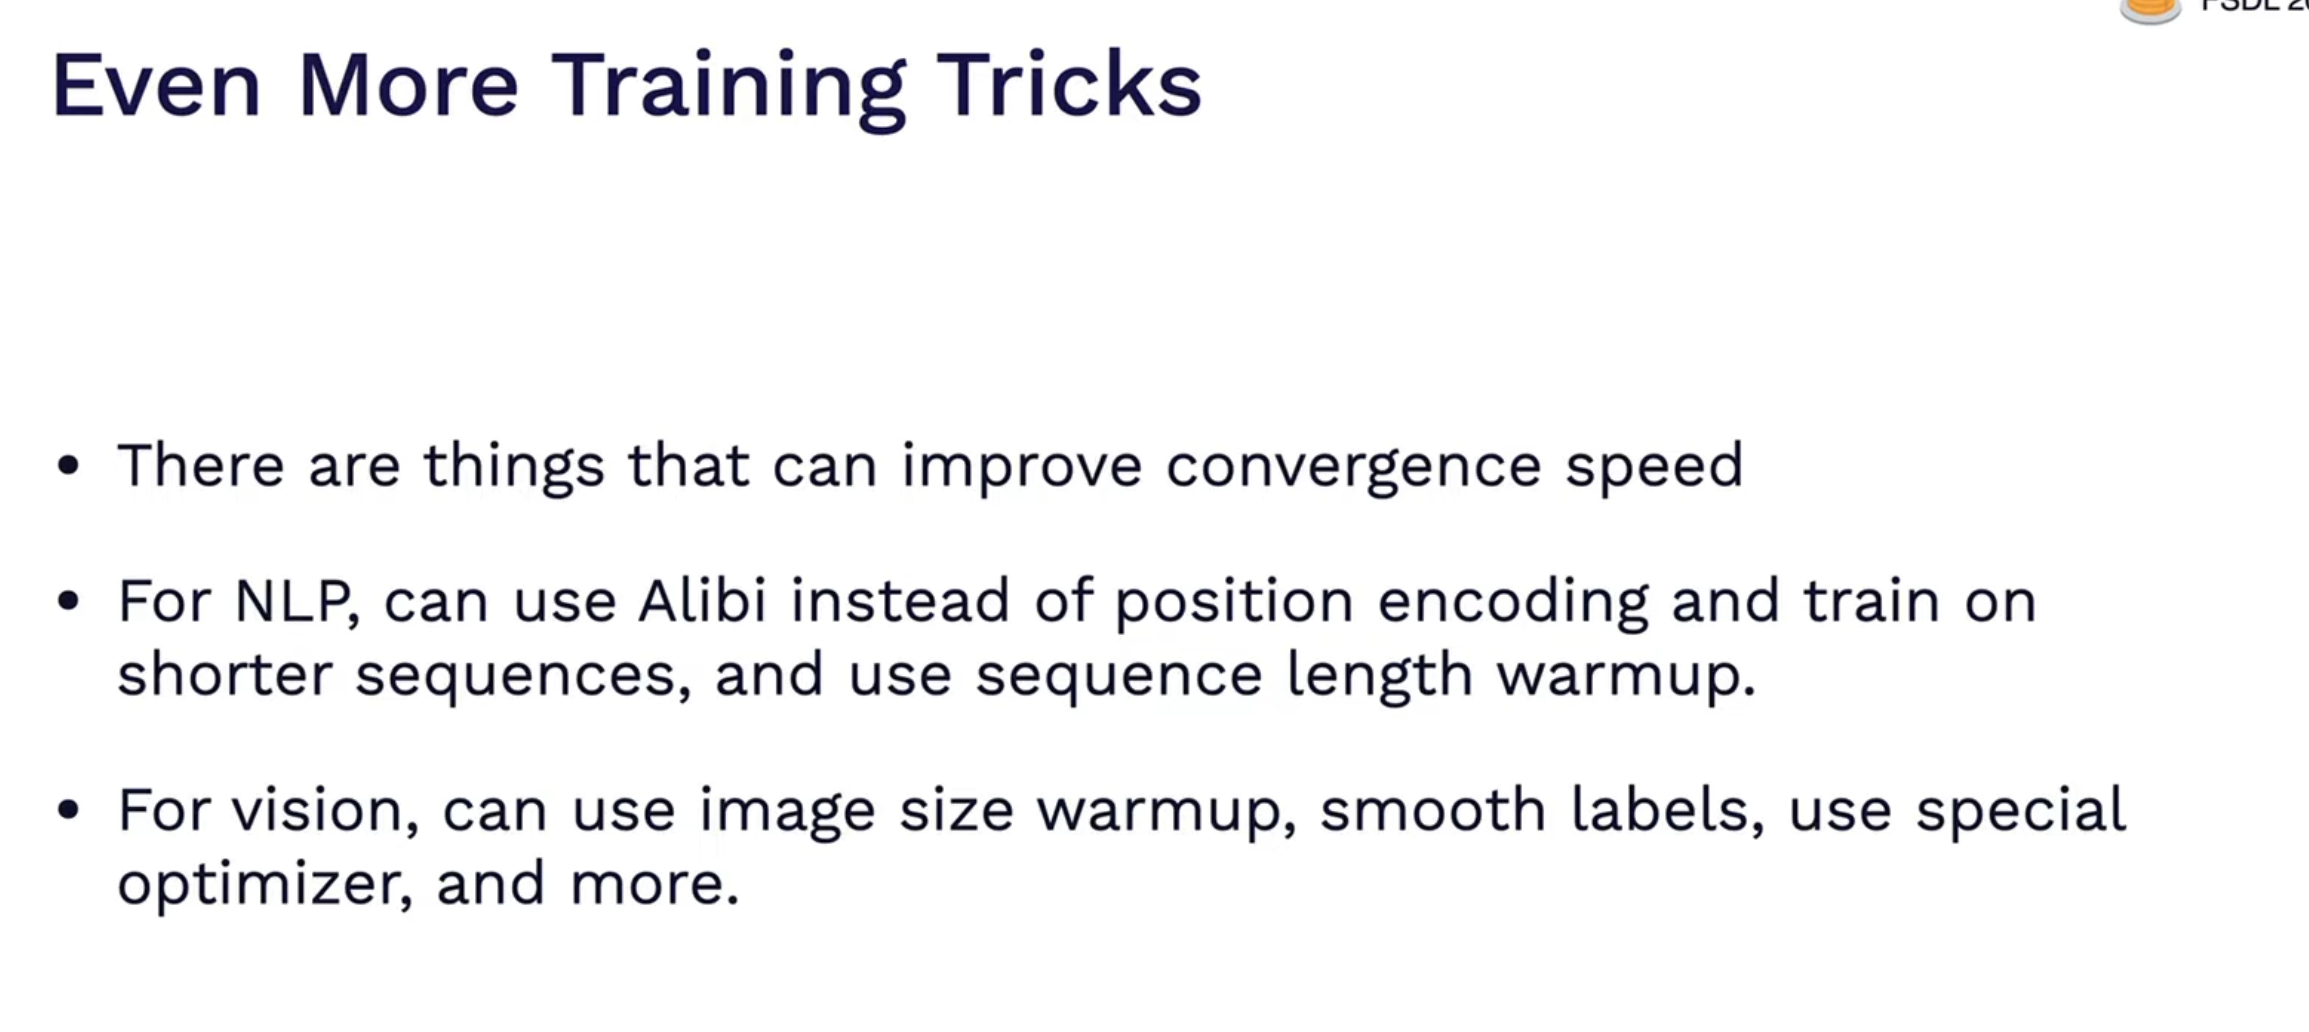 FSDL 20
Even More Training Tricks
• There are things that can improve convergence speed
• For NLP, can use Alibi instead of position encoding and train on
shorter sequences, and use sequence length warmup.
• For vision, can use image size warmup, smooth labels, use special
optimizer, and more.